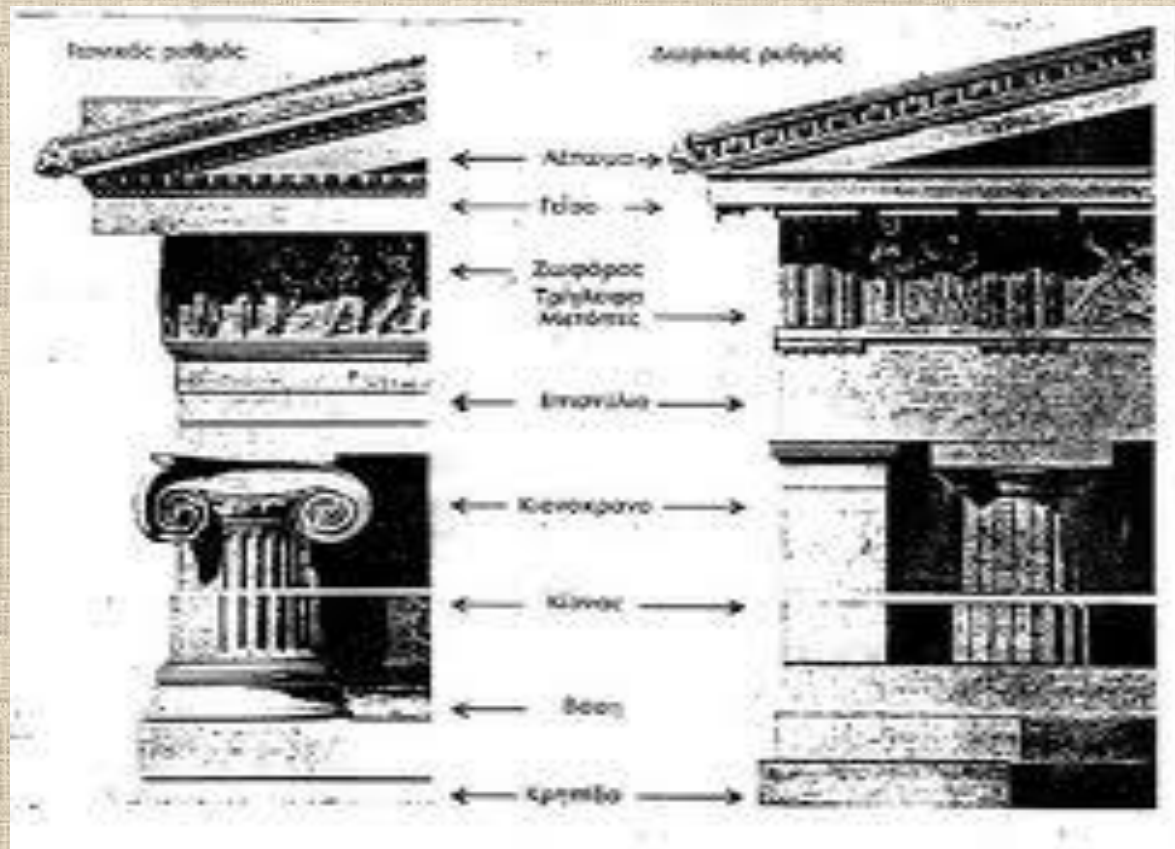 Ιωνικός ρυθμός
Δωρικός ρυθμός
Αέτωμα
Γείσο
Ζωφόρος
Τρίγλυφα
Μετόπες
Επιστύλιο
Κιονόκρανο
Κίονας
Βάση
Κρηπίδα